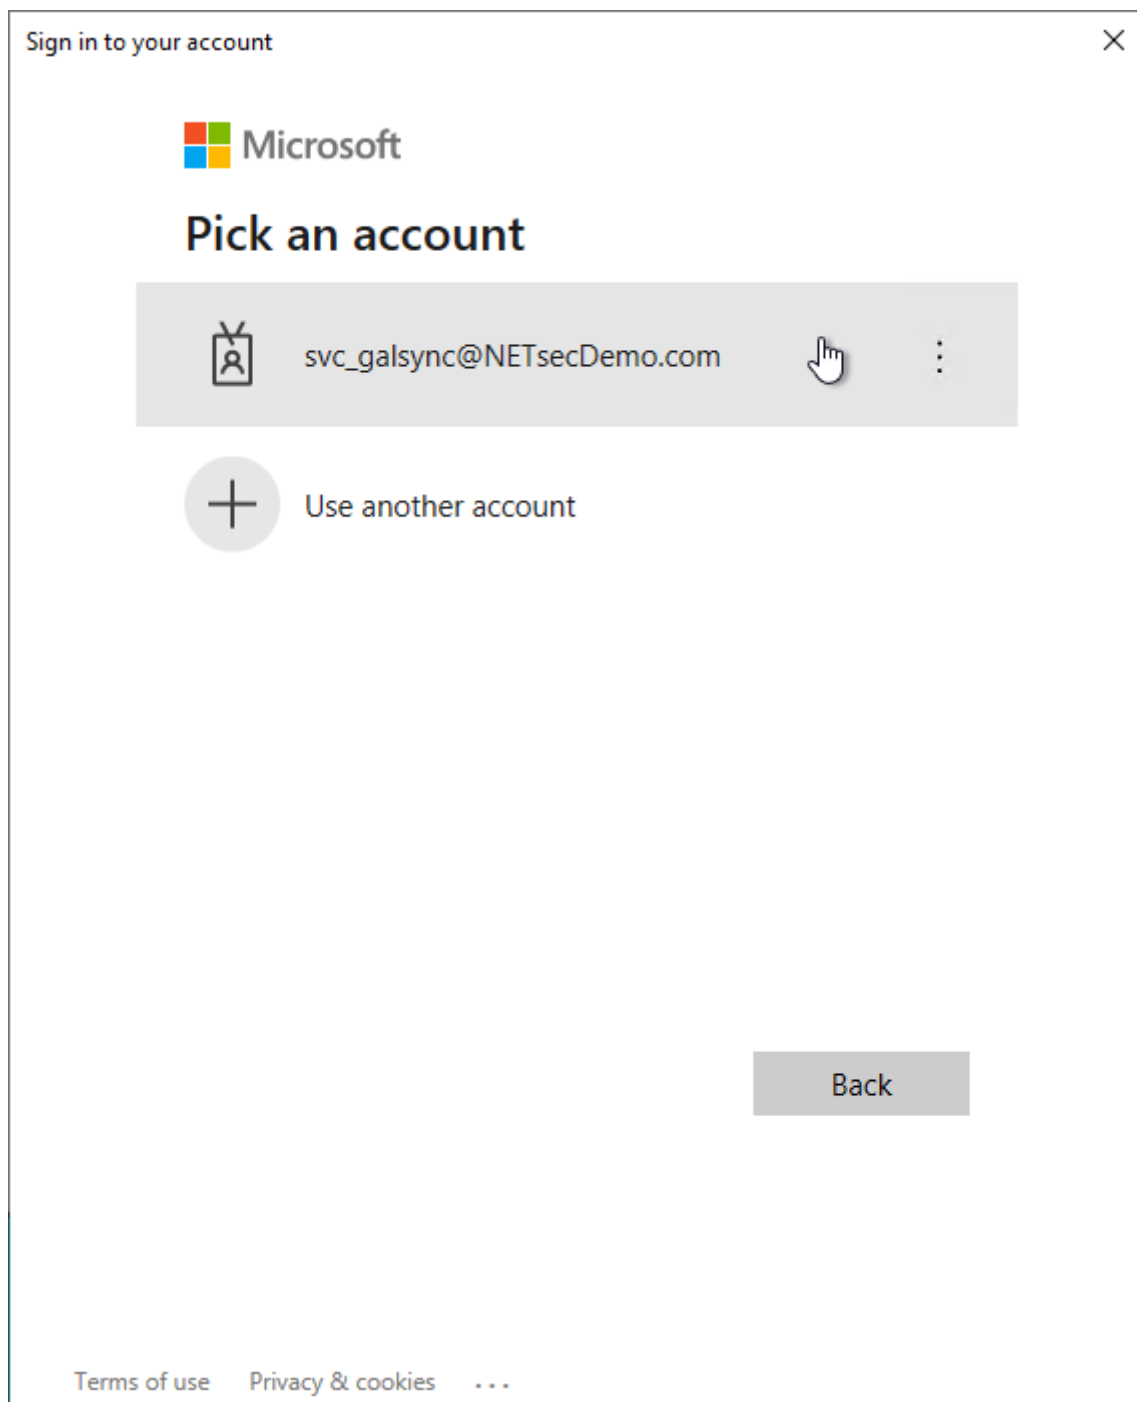 Sign in to your account
Microsoft
Pick an account
svc_galsync@NETsecDemo.com
Use another account
Back
Terms of use Privacy & cookies ...